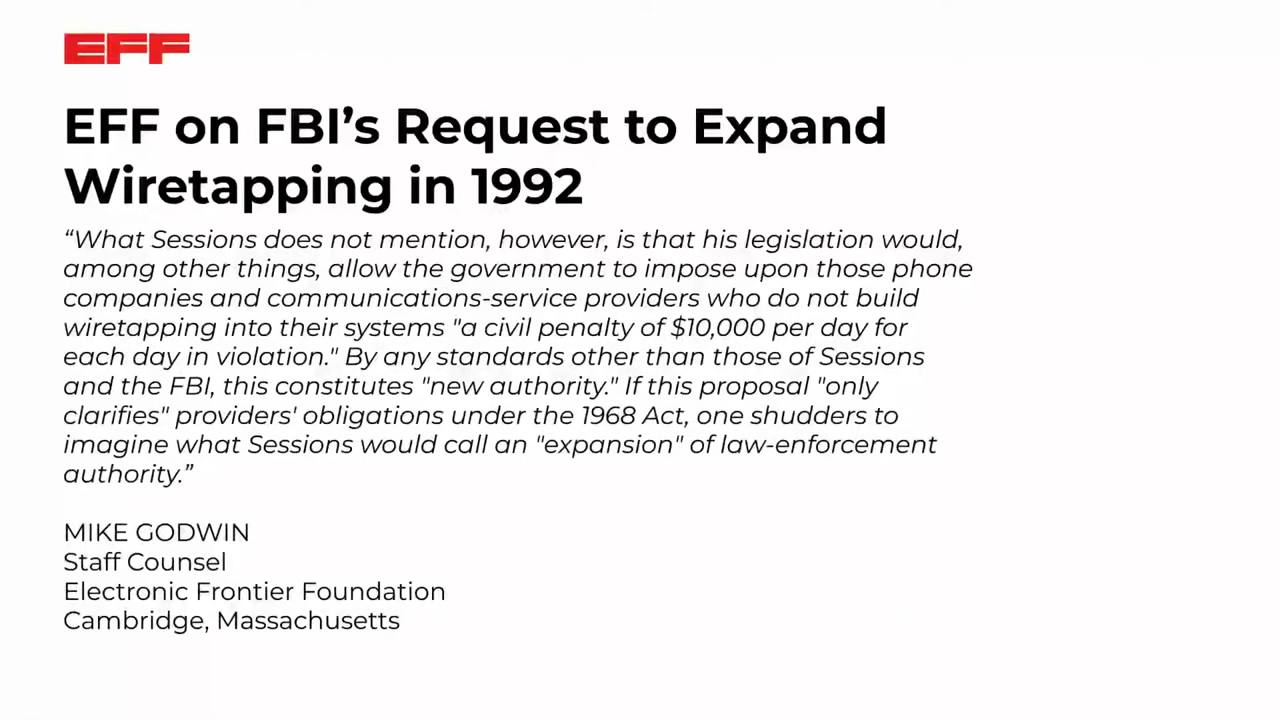 EFF
EFF on FBI’s Request to Expand
Wiretapping in 1992
“What Sessions does not mention, however, is that his legislation would,
among other things, allow the government to impose upon those phone
companies and communications-service providers who do not build
wiretapping into their systems "a civil penalty of $10,000 per day for
each day in violation." By any standards other than those of Sessions
and the FBI, this constitutes "new authority." If this proposal "only
clarifies" providers' obligations under the 1968 Act, one shudders to
imagine what Sessions would call an "expansion" of law-enforcement
authority.”
MIKE GODWIN
Staff Counsel
Electronic Frontier Foundation
Cambridge, Massachusetts